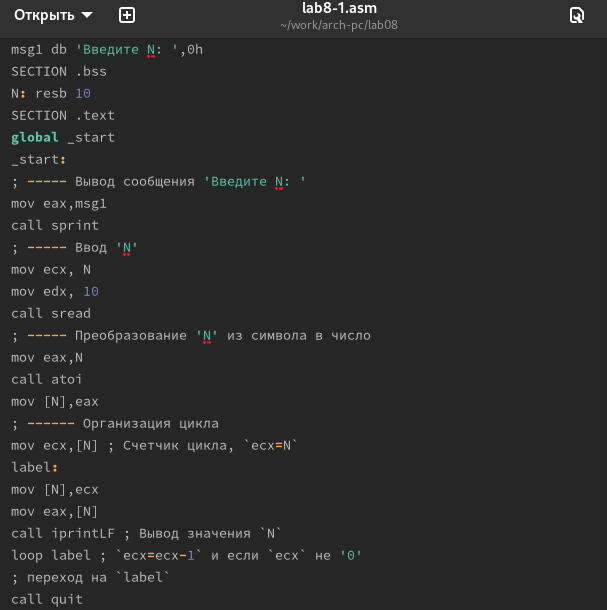 Открыть
lab8-1.asm
~/work/arch-pc/lab08
msg1 db 'Введите N: ',0h
SECTION .bss
N: resb 10
SECTION .text
global _start
_start:
; ----- Вывод сообщения 'Введите N: '
mov eax,msg1
call sprint
; ----- Ввод 'N'
mov ecx, N
mov edx, 10
call sread
; ----- Преобразование 'N' из символа в число
mov eax,N
call atoi
mov [N],eax
; ------ Организация цикла
mov ecx,[N] ; Счетчик цикла, `ecx=N`
label:
mov [N],ecx
mov eax,[N]
call iprintLF ; Вывод значения `N`
loop label ; `ecx=ecx-1` и если `ecx` не '0'
; переход на `label`
call quit